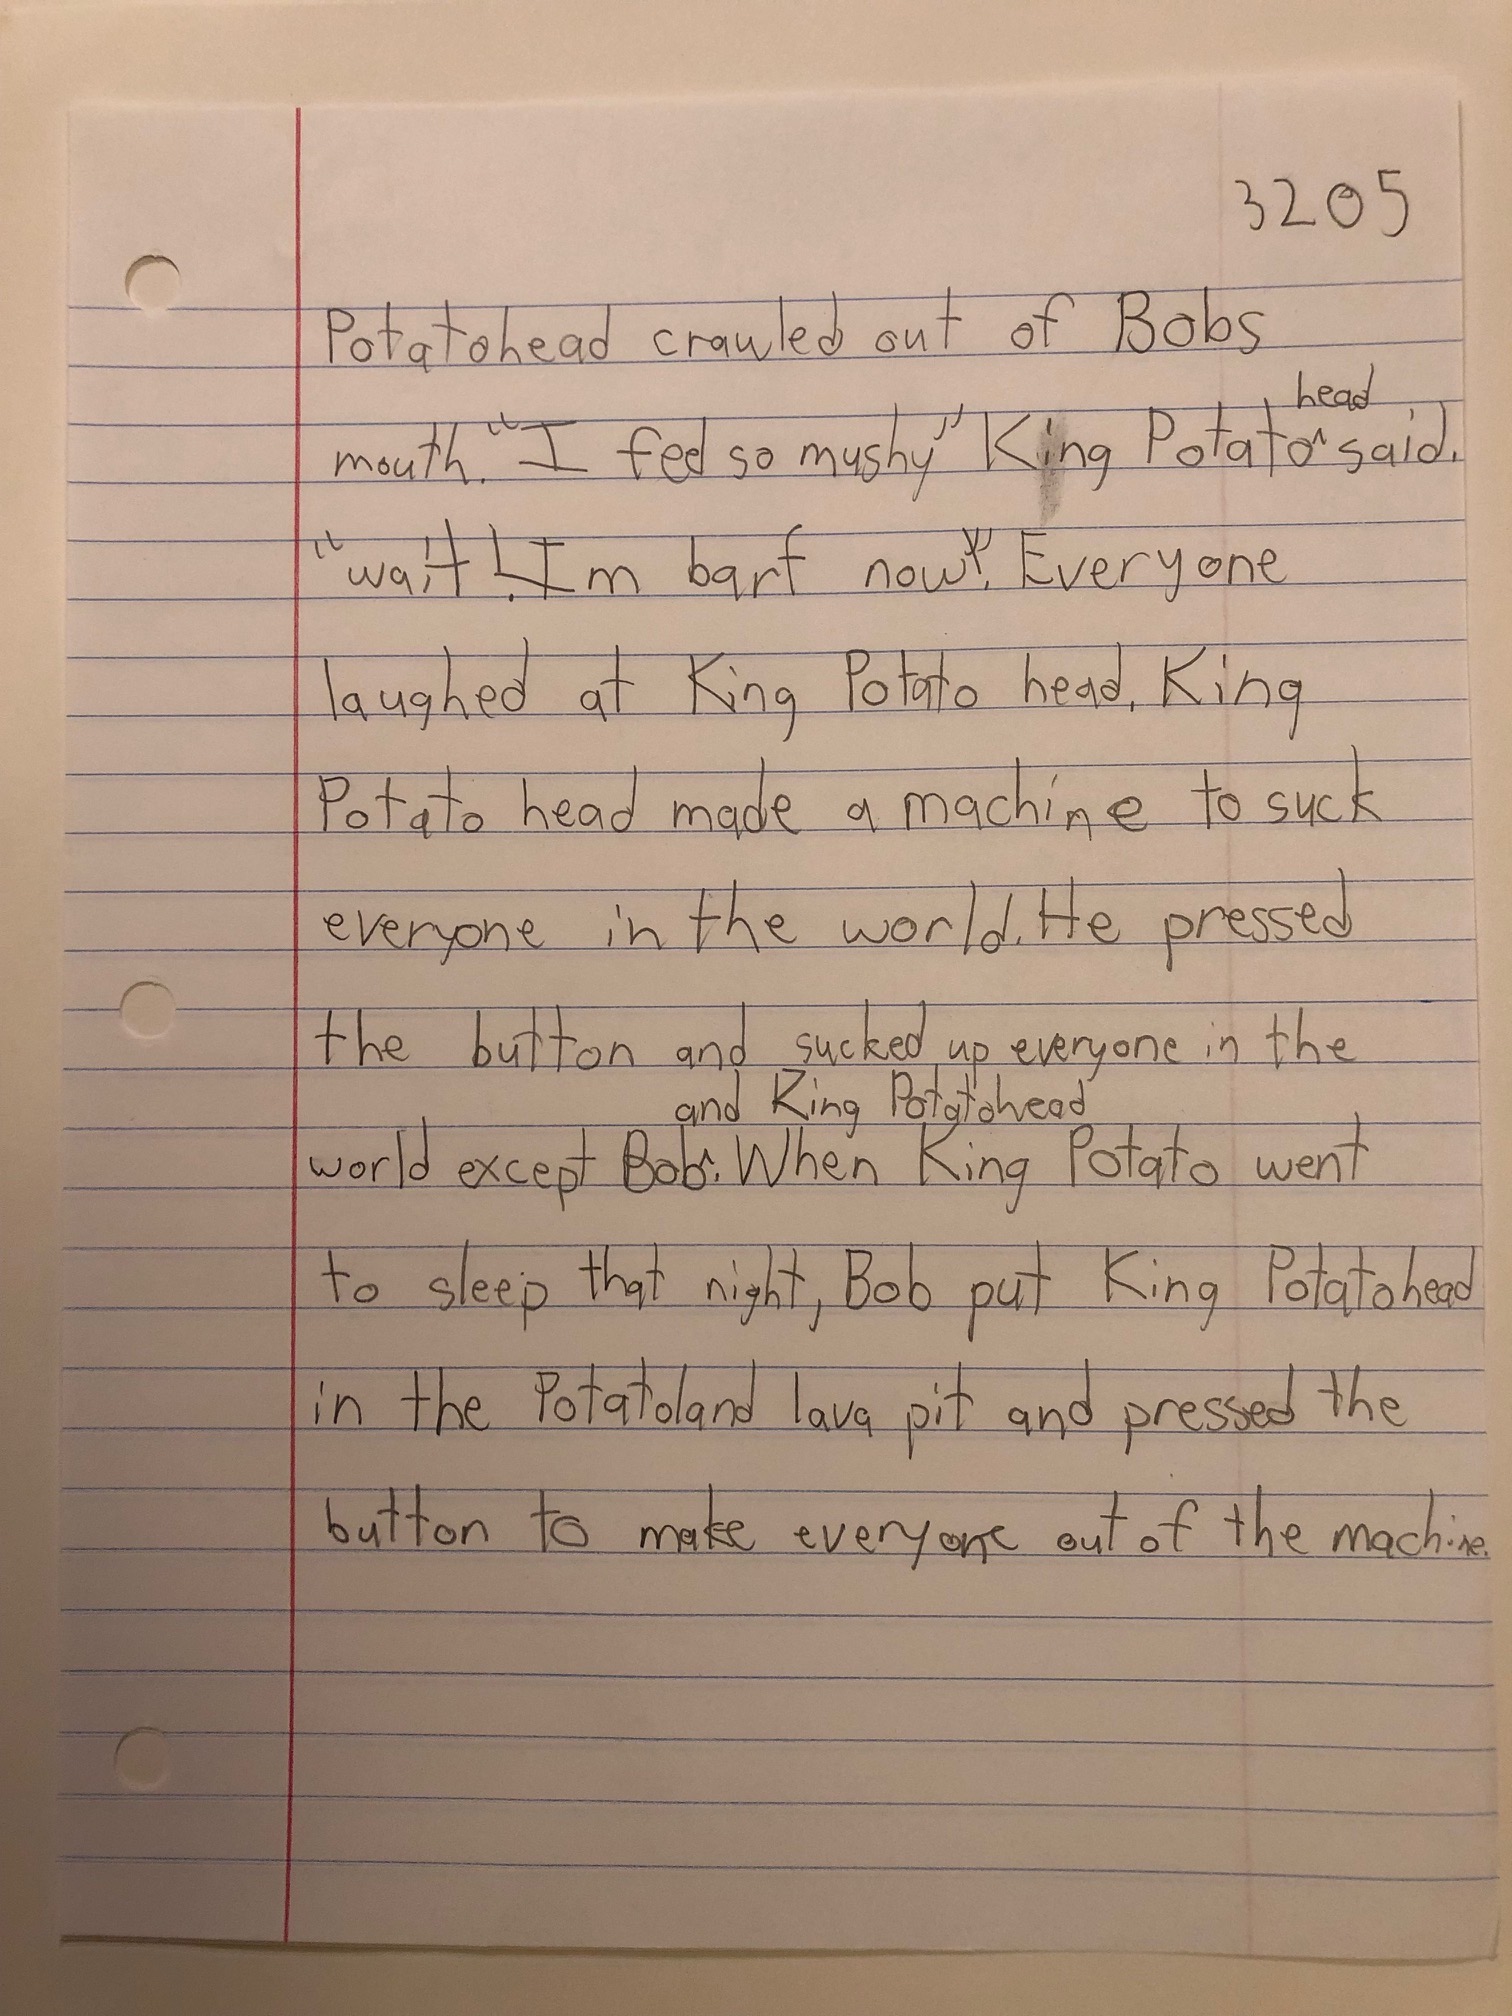 3205
Potatohead crawled out of Bobs
mouth. "I feel so mushy" King Potato^head said.
"wait! Im barf now". Everyone
laughed at King Potato head. King
Potato head made a machine to suck
everyone in the world. He pressed
the button and sucked up everyone in the
and King Potatohead
world except Bob^. When King Potato went
to sleep that night, Bob put King Potatohead
in the Potatoland lava pit and pressed the
button to make everyone out of the machine.